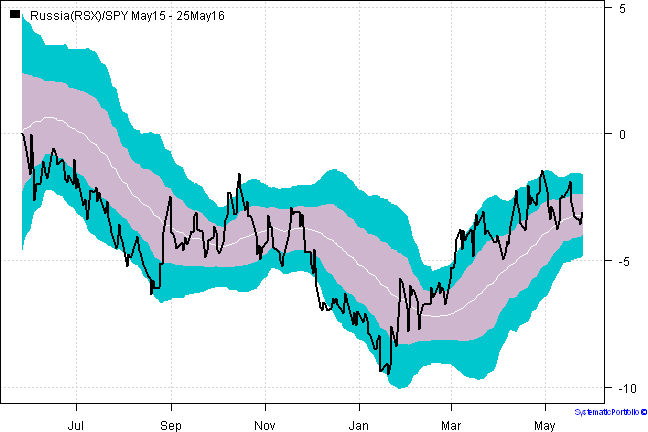 Russia(RSX)/SPY May15 - 25May16
5
0
-5
-10
Jul Sep Nov Jan Mar May
SystematicPortfolio ©